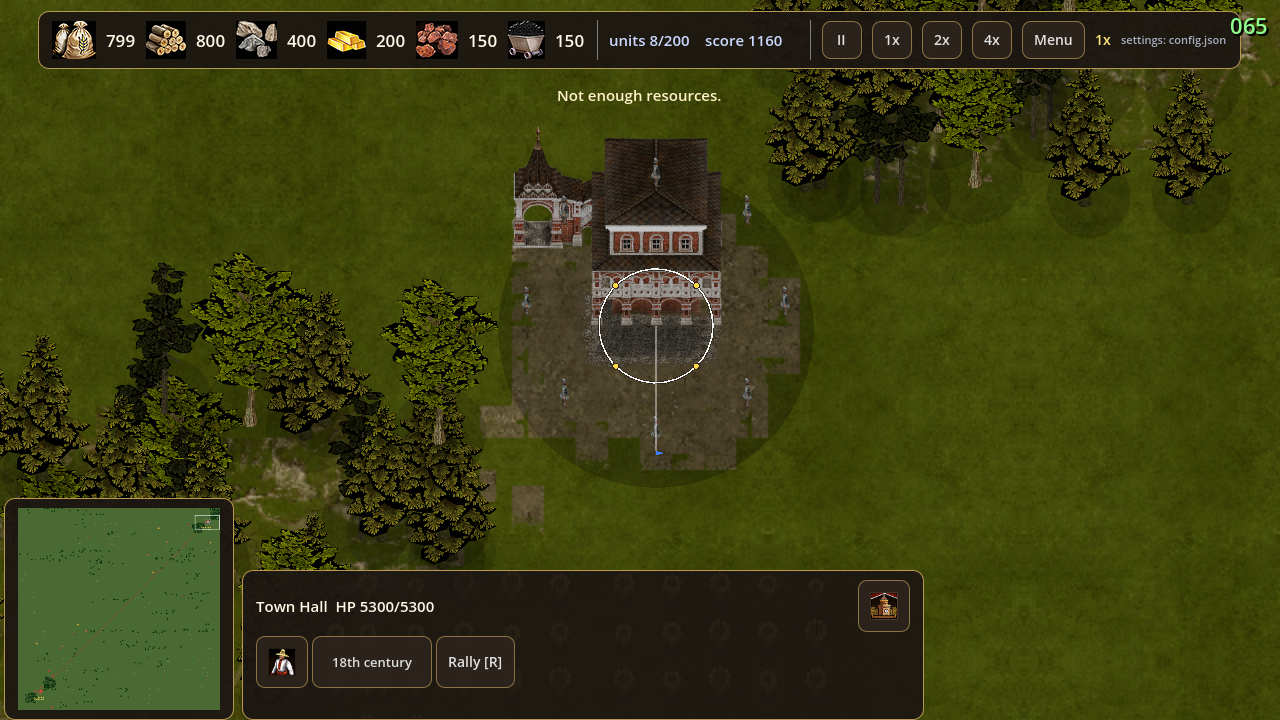 799 800 400 200 150 150 units 8/200 score 1160 II 1x 2x 4x Menu 1x settings: config.json 065
Not enough resources.
Town Hall HP 5300/5300
18th century Rally [R]